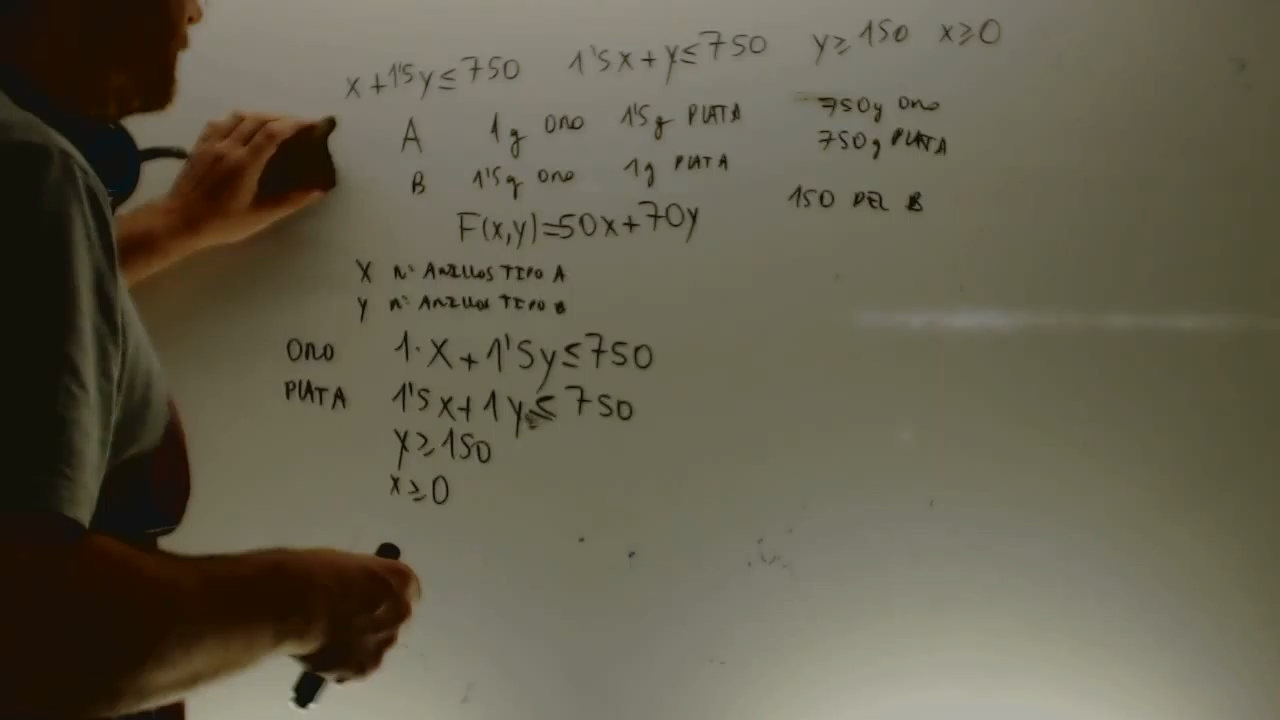 x+1'5y≤750 1'5x+y≤750 y≥150 x≥0
A 1g ORO 1'5g PLATA 750g ORO
750g PLATA
B 1'5g ORO 1g PLATA
150 DEL B
F(x,y)=50x+70y
X Nº ANILLOS TIPO A
Y Nº ANILLOS TIPO B
ORO 1·X+1'5y≤750
PLATA 1'5x+1y≤750
y≥150
x≥0